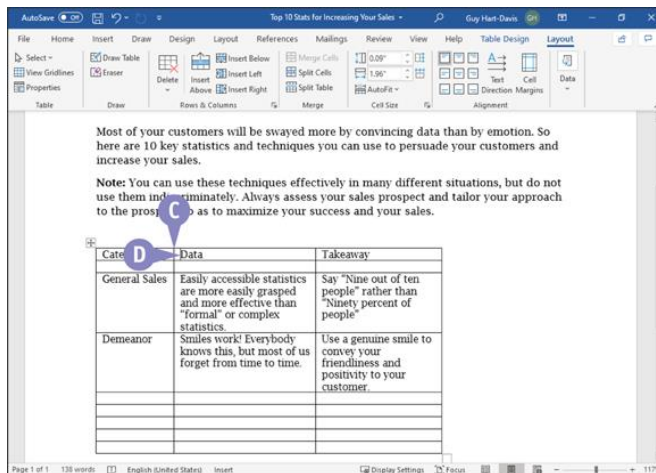 AutoSave Off Top 10 Stats for Increasing Your Sales Guy Hart-Davis GH
File Home Insert Draw Design Layout References Mailings Review View Help Table Design Layout
Select Draw Table Insert Below Merge Cells 0.09"
View Gridlines Eraser Delete Insert Insert Left Split Cells 1.96" Text Cell Data
Properties Above Insert Right Split Table AutoFit Direction Margins
Table Draw Rows & Columns Merge Cell Size Alignment
Most of your customers will be swayed more by convincing data than by emotion. So
here are 10 key statistics and techniques you can use to persuade your customers and
increase your sales.
Note: You can use these techniques effectively in many different situations, but do not
use them indiscriminately. Always assess your sales prospect and tailor your approach
to the prospect so as to maximize your success and your sales.
C
D
Cate Data Takeaway
General Sales Easily accessible statistics Say “Nine out of ten
are more easily grasped people” rather than
and more effective than “Ninety percent of
“formal” or complex people”
statistics.
Demeanor Smiles work! Everybody Use a genuine smile to
knows this, but most of us convey your
forget from time to time. friendliness and
positivity to your
customer.
Page 1 of 1 138 words English (United States) Insert Display Settings Focus 117